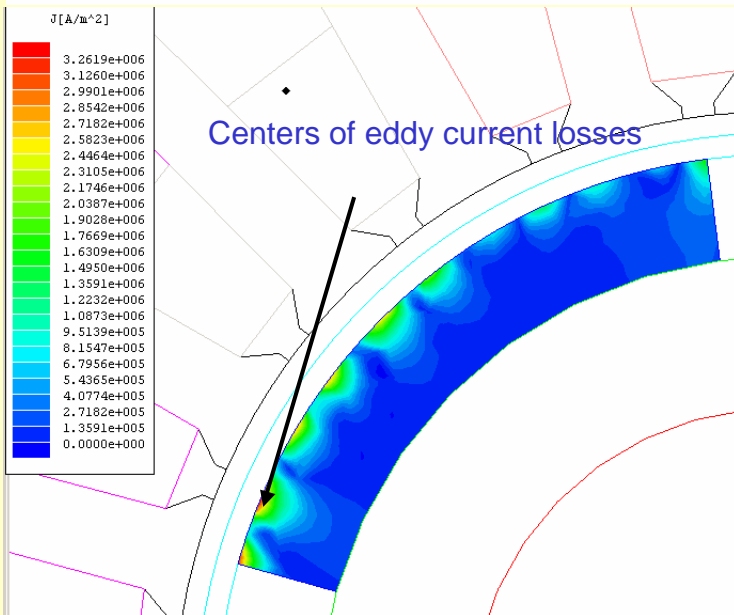 J[A/m^2]
3.2619e+006
3.1260e+006
2.9901e+006
2.8542e+006
2.7182e+006
2.5823e+006
2.4464e+006
2.3105e+006
2.1746e+006
2.0387e+006
1.9028e+006
1.7669e+006
1.6309e+006
1.4950e+006
1.3591e+006
1.2232e+006
1.0873e+006
9.5139e+005
8.1547e+005
6.7956e+005
5.4365e+005
4.0774e+005
2.7182e+005
1.3591e+005
0.0000e+000
Centers of eddy current losses